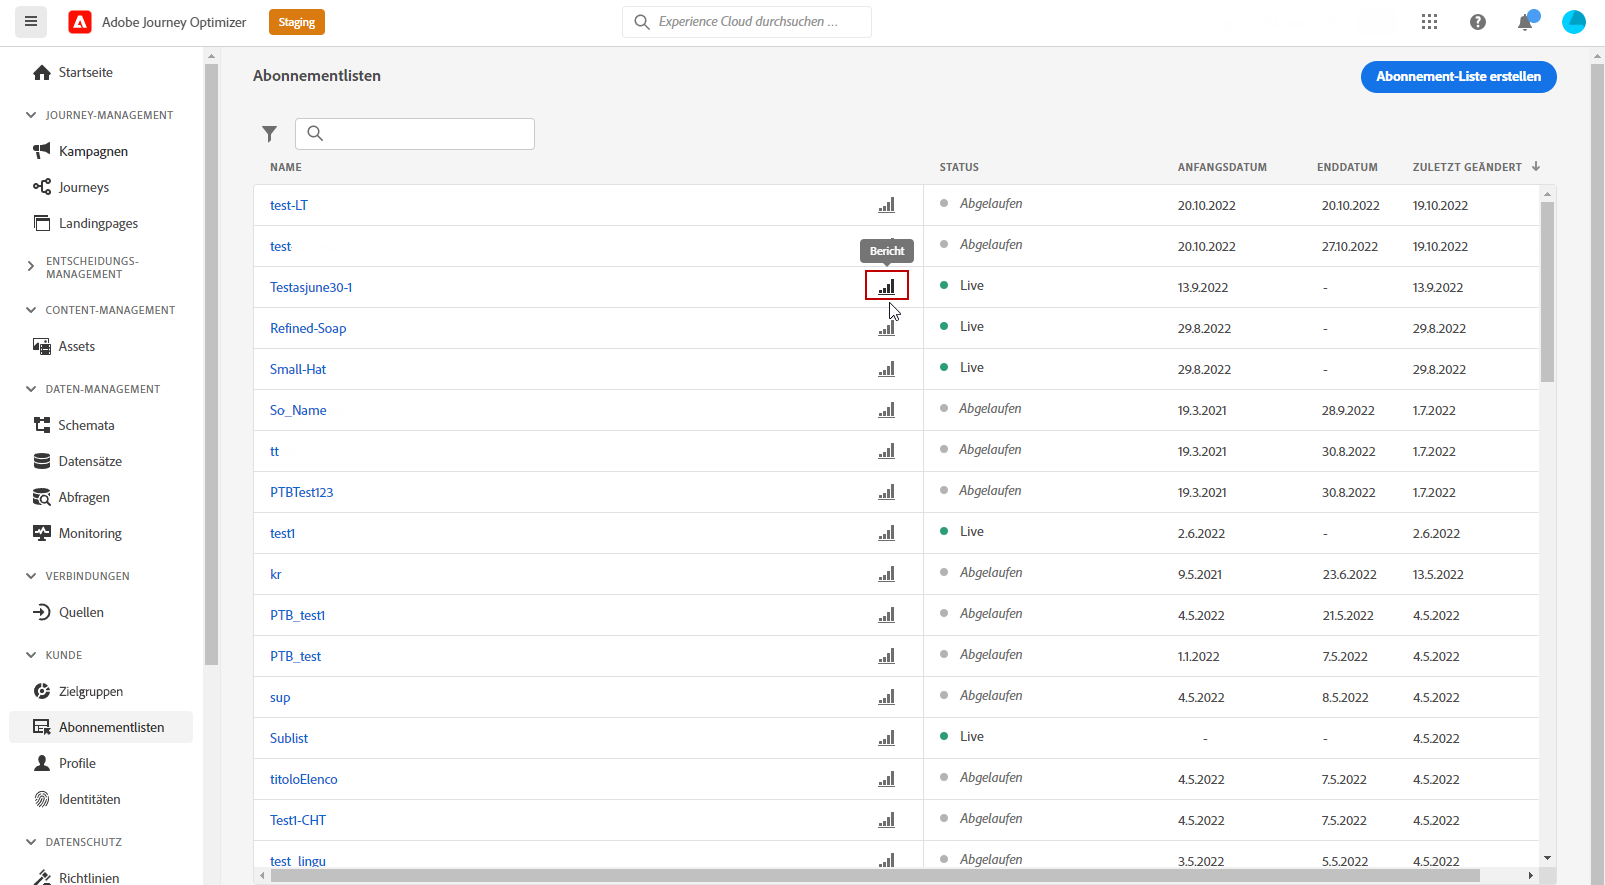 Adobe Journey Optimizer
Staging
Experience Cloud durchsuchen ...
Startseite
JOURNEY-MANAGEMENT
Kampagnen
Journeys
Landingpages
ENTSCHEIDUNGS-
MANAGEMENT
CONTENT-MANAGEMENT
Assets
DATEN-MANAGEMENT
Schemata
Datensätze
Abfragen
Monitoring
VERBINDUNGEN
Quellen
KUNDE
Zielgruppen
Abonnementlisten
Profile
Identitäten
DATENSCHUTZ
Richtlinien
Abonnementlisten
Abonnement-Liste erstellen
NAME STATUS ANFANGSDATUM ENDDATUM ZULETZT GEÄNDERT
test-LT Abgelaufen 20.10.2022 20.10.2022 19.10.2022
test Abgelaufen 20.10.2022 27.10.2022 19.10.2022
Bericht
Testasjune30-1 Live 13.9.2022 - 13.9.2022
Refined-Soap Live 29.8.2022 - 29.8.2022
Small-Hat Live 29.8.2022 - 29.8.2022
So_Name Abgelaufen 19.3.2021 28.9.2022 1.7.2022
tt Abgelaufen 19.3.2021 30.8.2022 1.7.2022
PTBTest123 Abgelaufen 19.3.2021 30.8.2022 1.7.2022
test1 Live 2.6.2022 - 2.6.2022
kr Abgelaufen 9.5.2021 23.6.2022 13.5.2022
PTB_test1 Abgelaufen 4.5.2022 21.5.2022 4.5.2022
PTB_test Abgelaufen 1.1.2022 7.5.2022 4.5.2022
sup Abgelaufen 4.5.2022 8.5.2022 4.5.2022
Sublist Live - - 4.5.2022
titoloElenco Abgelaufen 4.5.2022 7.5.2022 4.5.2022
Test1-CHT Abgelaufen 4.5.2022 7.5.2022 4.5.2022
test_lingu Abgelaufen 3.5.2022 5.5.2022 4.5.2022